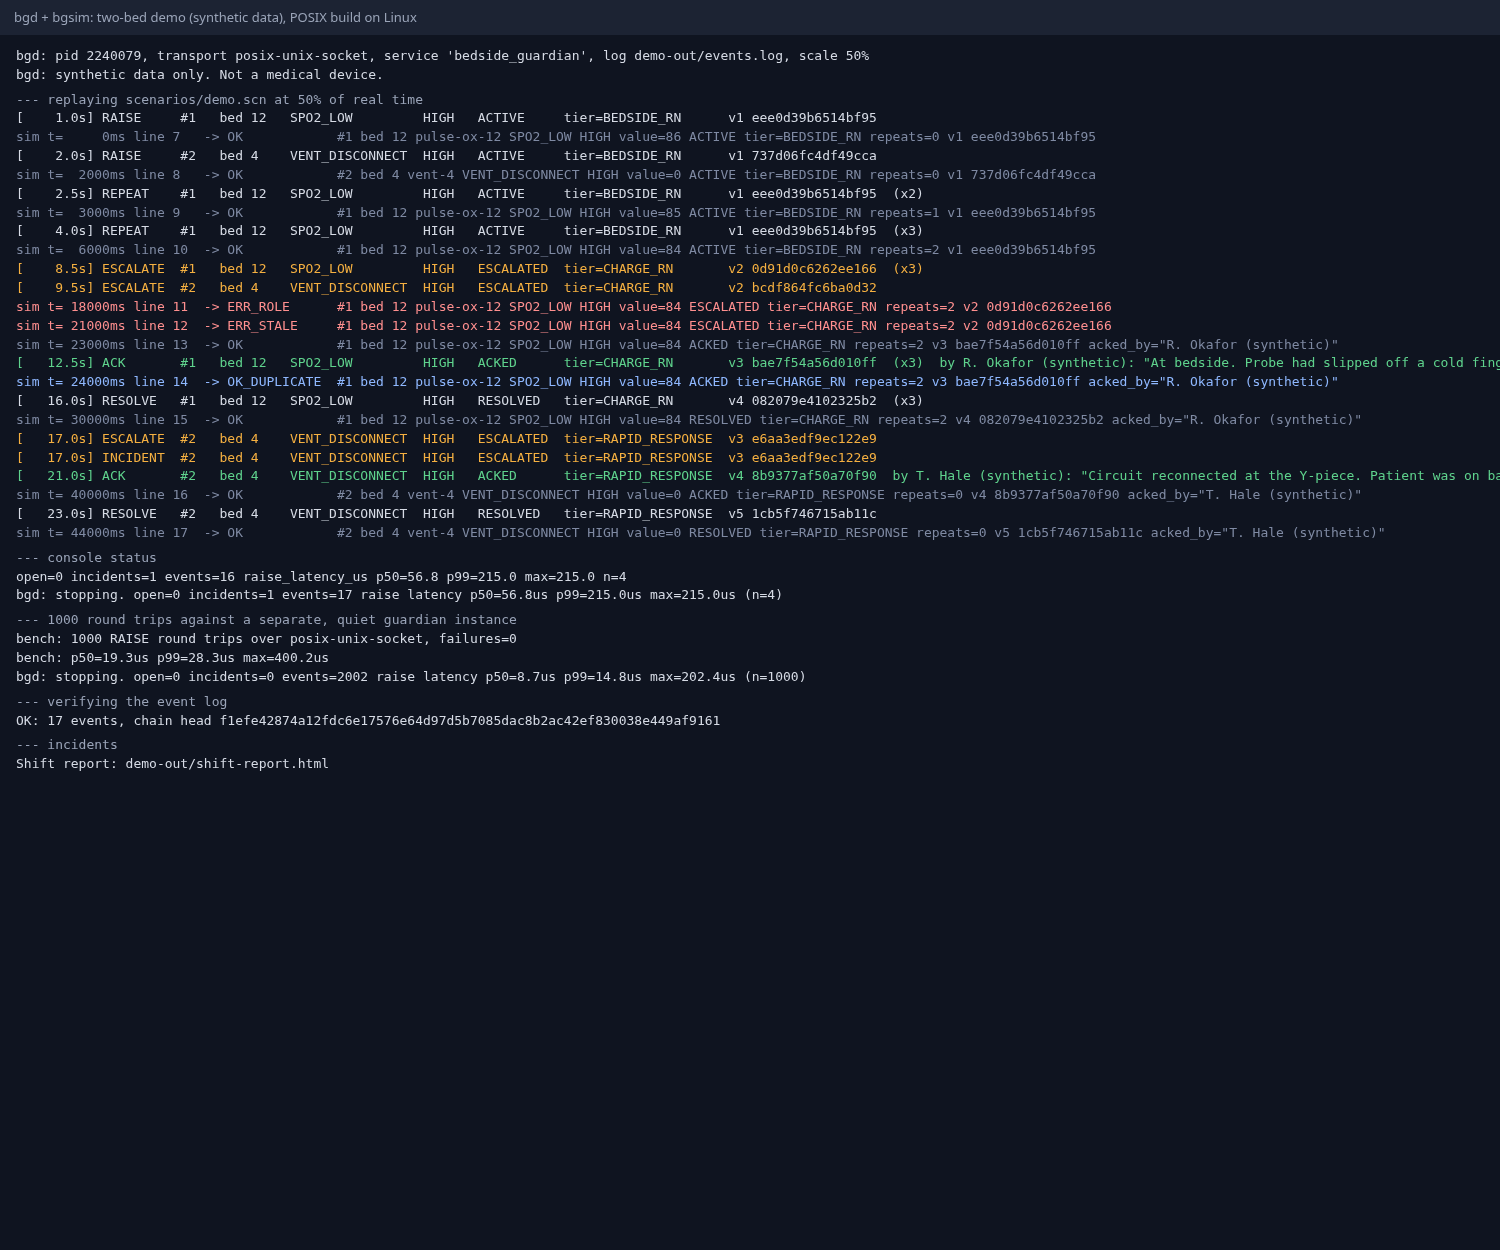 bgd + bgsim: two-bed demo (synthetic data), POSIX build on Linux
bgd: pid 2240079, transport posix-unix-socket, service 'bedside_guardian', log demo-out/events.log, scale 50%
bgd: synthetic data only. Not a medical device.
--- replaying scenarios/demo.scn at 50% of real time
[    1.0s] RAISE     #1   bed 12   SPO2_LOW         HIGH   ACTIVE     tier=BEDSIDE_RN      v1 eee0d39b6514bf95
sim t=     0ms line 7   -> OK            #1 bed 12 pulse-ox-12 SPO2_LOW HIGH value=86 ACTIVE tier=BEDSIDE_RN repeats=0 v1 eee0d39b6514bf95
[    2.0s] RAISE     #2   bed 4    VENT_DISCONNECT  HIGH   ACTIVE     tier=BEDSIDE_RN      v1 737d06fc4df49cca
sim t=  2000ms line 8   -> OK            #2 bed 4 vent-4 VENT_DISCONNECT HIGH value=0 ACTIVE tier=BEDSIDE_RN repeats=0 v1 737d06fc4df49cca
[    2.5s] REPEAT    #1   bed 12   SPO2_LOW         HIGH   ACTIVE     tier=BEDSIDE_RN      v1 eee0d39b6514bf95  (x2)
sim t=  3000ms line 9   -> OK            #1 bed 12 pulse-ox-12 SPO2_LOW HIGH value=85 ACTIVE tier=BEDSIDE_RN repeats=1 v1 eee0d39b6514bf95
[    4.0s] REPEAT    #1   bed 12   SPO2_LOW         HIGH   ACTIVE     tier=BEDSIDE_RN      v1 eee0d39b6514bf95  (x3)
sim t=  6000ms line 10  -> OK            #1 bed 12 pulse-ox-12 SPO2_LOW HIGH value=84 ACTIVE tier=BEDSIDE_RN repeats=2 v1 eee0d39b6514bf95
[    8.5s] ESCALATE  #1   bed 12   SPO2_LOW         HIGH   ESCALATED  tier=CHARGE_RN       v2 0d91d0c6262ee166  (x3)
[    9.5s] ESCALATE  #2   bed 4    VENT_DISCONNECT  HIGH   ESCALATED  tier=CHARGE_RN       v2 bcdf864fc6ba0d32
sim t= 18000ms line 11  -> ERR_ROLE      #1 bed 12 pulse-ox-12 SPO2_LOW HIGH value=84 ESCALATED tier=CHARGE_RN repeats=2 v2 0d91d0c6262ee166
sim t= 21000ms line 12  -> ERR_STALE     #1 bed 12 pulse-ox-12 SPO2_LOW HIGH value=84 ESCALATED tier=CHARGE_RN repeats=2 v2 0d91d0c6262ee166
sim t= 23000ms line 13  -> OK            #1 bed 12 pulse-ox-12 SPO2_LOW HIGH value=84 ACKED tier=CHARGE_RN repeats=2 v3 bae7f54a56d010ff acked_by="R. Okafor (synthetic)"
[   12.5s] ACK       #1   bed 12   SPO2_LOW         HIGH   ACKED      tier=CHARGE_RN       v3 bae7f54a56d010ff  (x3)  by R. Okafor (synthetic): "At bedside. Probe had slipped off a cold fing
sim t= 24000ms line 14  -> OK_DUPLICATE  #1 bed 12 pulse-ox-12 SPO2_LOW HIGH value=84 ACKED tier=CHARGE_RN repeats=2 v3 bae7f54a56d010ff acked_by="R. Okafor (synthetic)"
[   16.0s] RESOLVE   #1   bed 12   SPO2_LOW         HIGH   RESOLVED   tier=CHARGE_RN       v4 082079e4102325b2  (x3)
sim t= 30000ms line 15  -> OK            #1 bed 12 pulse-ox-12 SPO2_LOW HIGH value=84 RESOLVED tier=CHARGE_RN repeats=2 v4 082079e4102325b2 acked_by="R. Okafor (synthetic)"
[   17.0s] ESCALATE  #2   bed 4    VENT_DISCONNECT  HIGH   ESCALATED  tier=RAPID_RESPONSE  v3 e6aa3edf9ec122e9
[   17.0s] INCIDENT  #2   bed 4    VENT_DISCONNECT  HIGH   ESCALATED  tier=RAPID_RESPONSE  v3 e6aa3edf9ec122e9
[   21.0s] ACK       #2   bed 4    VENT_DISCONNECT  HIGH   ACKED      tier=RAPID_RESPONSE  v4 8b9377af50a70f90  by T. Hale (synthetic): "Circuit reconnected at the Y-piece. Patient was on ba
sim t= 40000ms line 16  -> OK            #2 bed 4 vent-4 VENT_DISCONNECT HIGH value=0 ACKED tier=RAPID_RESPONSE repeats=0 v4 8b9377af50a70f90 acked_by="T. Hale (synthetic)"
[   23.0s] RESOLVE   #2   bed 4    VENT_DISCONNECT  HIGH   RESOLVED   tier=RAPID_RESPONSE  v5 1cb5f746715ab11c
sim t= 44000ms line 17  -> OK            #2 bed 4 vent-4 VENT_DISCONNECT HIGH value=0 RESOLVED tier=RAPID_RESPONSE repeats=0 v5 1cb5f746715ab11c acked_by="T. Hale (synthetic)"
--- console status
open=0 incidents=1 events=16 raise_latency_us p50=56.8 p99=215.0 max=215.0 n=4
bgd: stopping. open=0 incidents=1 events=17 raise latency p50=56.8us p99=215.0us max=215.0us (n=4)
--- 1000 round trips against a separate, quiet guardian instance
bench: 1000 RAISE round trips over posix-unix-socket, failures=0
bench: p50=19.3us p99=28.3us max=400.2us
bgd: stopping. open=0 incidents=0 events=2002 raise latency p50=8.7us p99=14.8us max=202.4us (n=1000)
--- verifying the event log
OK: 17 events, chain head f1efe42874a12fdc6e17576e64d97d5b7085dac8b2ac42ef830038e449af9161
--- incidents
Shift report: demo-out/shift-report.html